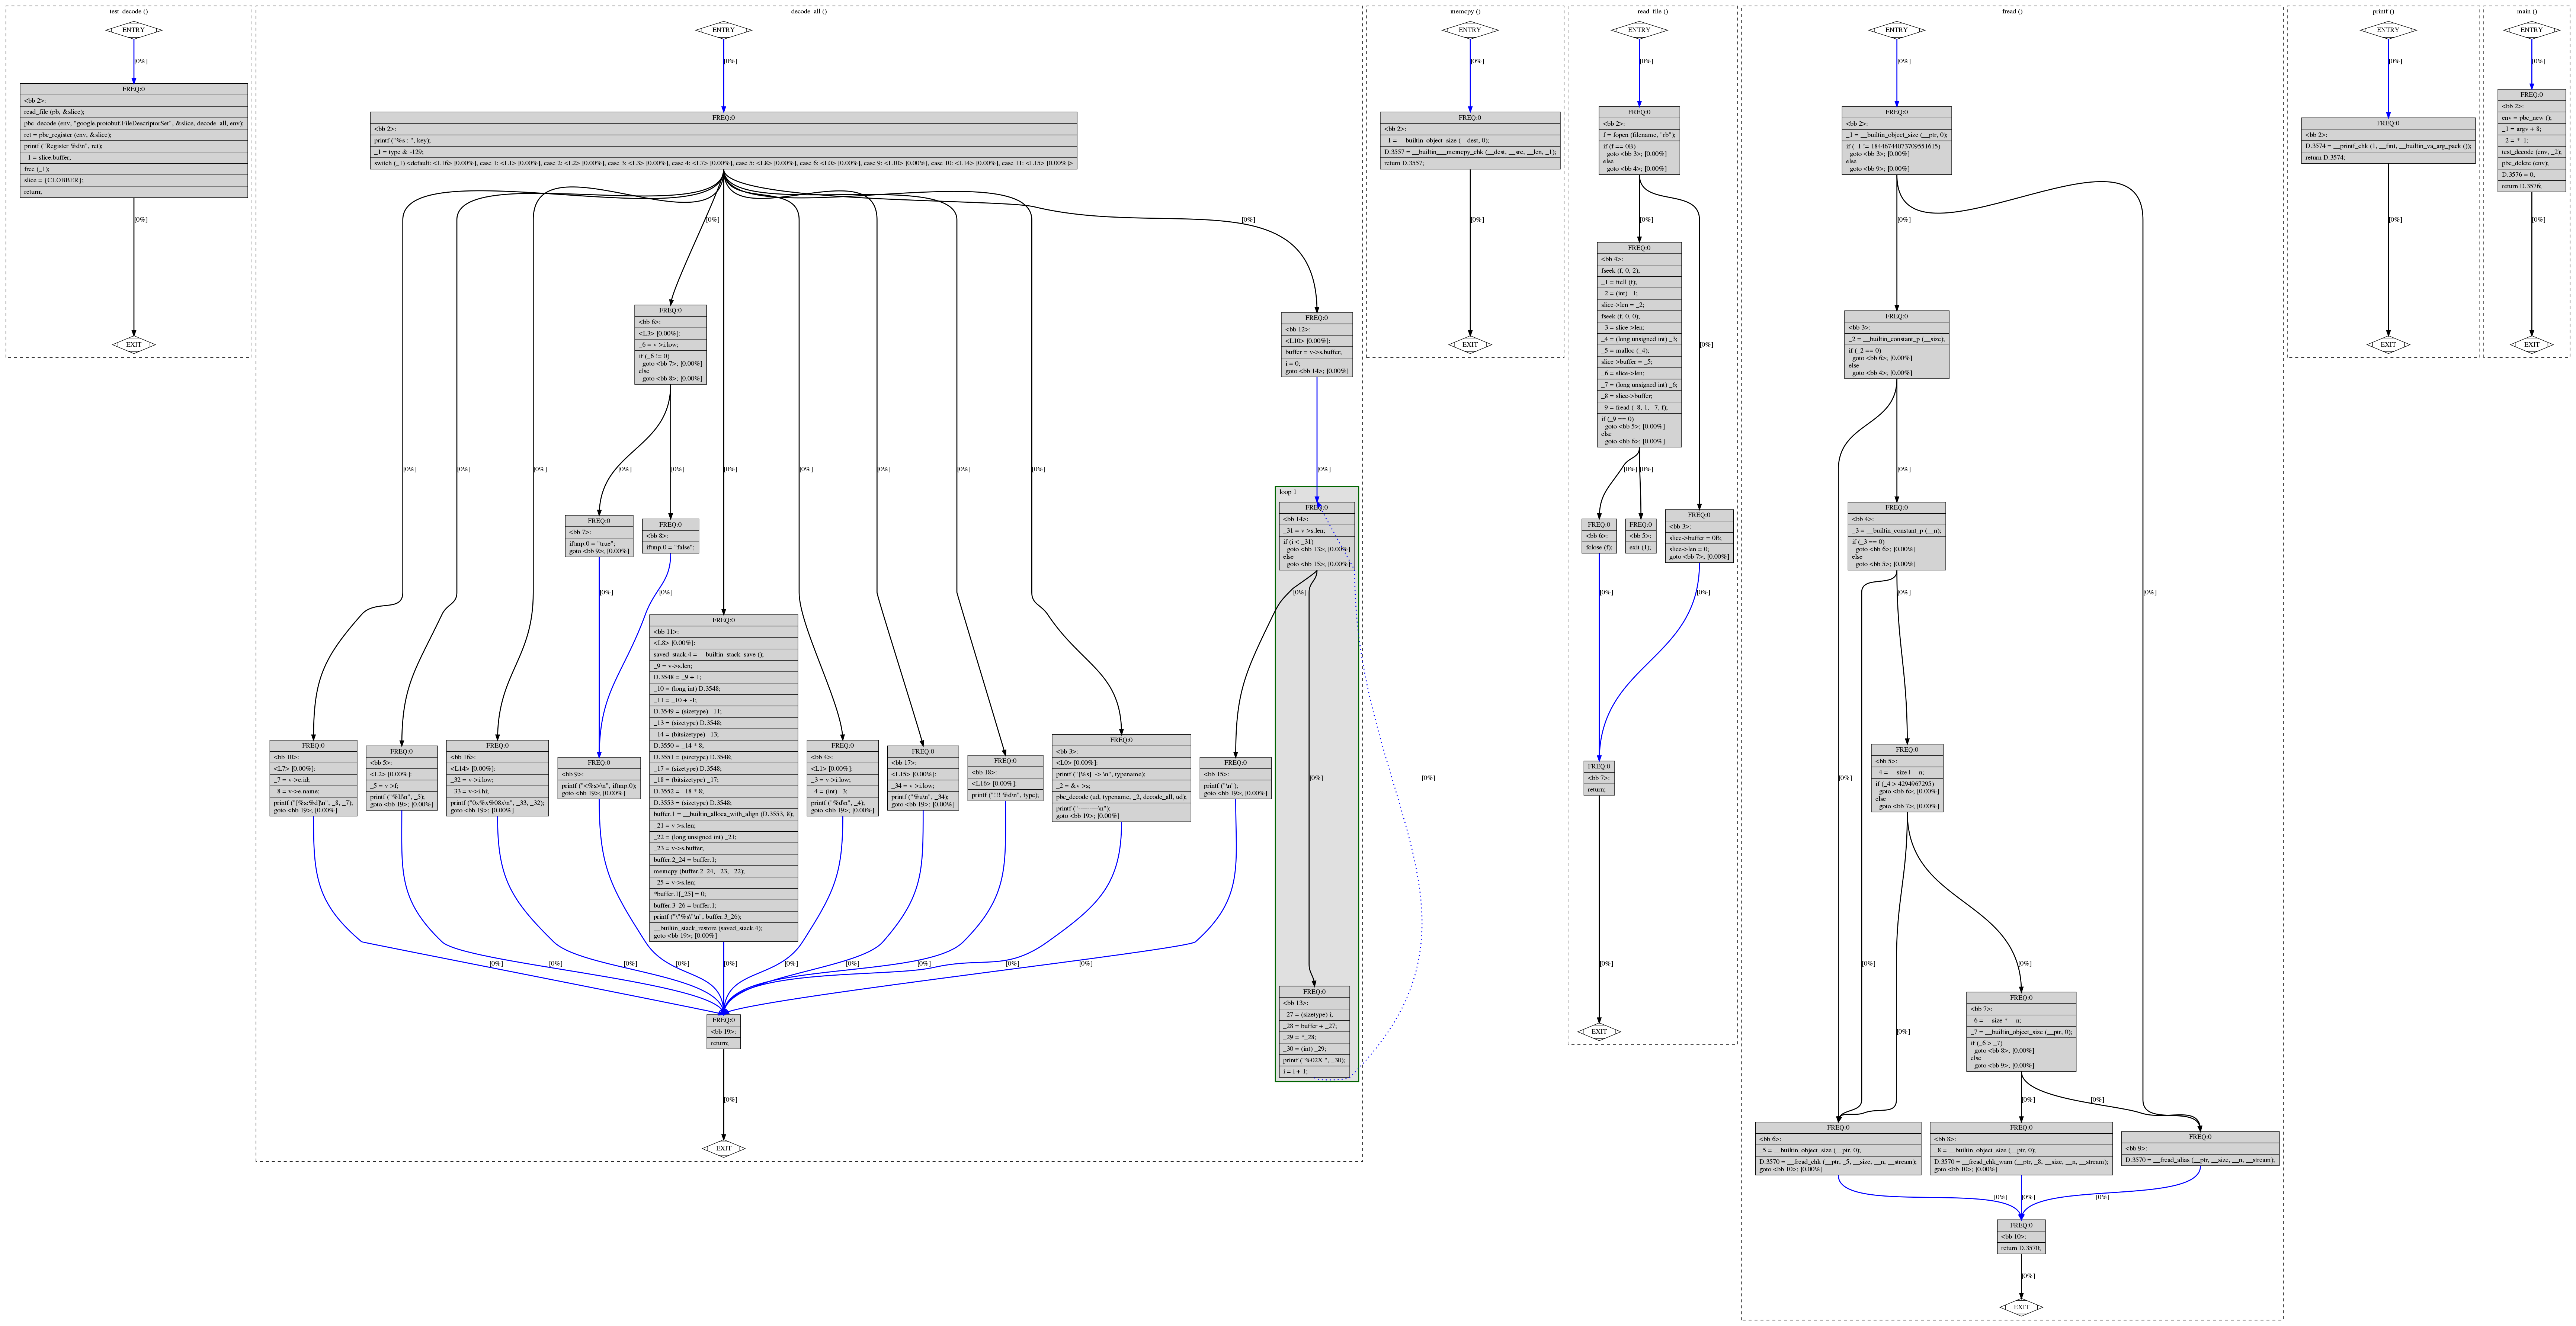 test_decode ()
ENTRY
[0%]
FREQ:0
<bb 2>:
read_file (pb, &slice);
pbc_decode (env, "google.protobuf.FileDescriptorSet", &slice, decode_all, env);
ret = pbc_register (env, &slice);
printf ("Register %d\n", ret);
_1 = slice.buffer;
free (_1);
slice = {CLOBBER};
return;
[0%]
EXIT
decode_all ()
ENTRY
[0%]
FREQ:0
<bb 2>:
printf ("%s : ", key);
_1 = type & -129;
switch (_1) <default: <L16> [0.00%], case 1: <L1> [0.00%], case 2: <L2> [0.00%], case 3: <L3> [0.00%], case 4: <L7> [0.00%], case 5: <L8> [0.00%], case 6: <L0> [0.00%], case 9: <L10> [0.00%], case 10: <L14> [0.00%], case 11: <L15> [0.00%]>
[0%]
[0%]
FREQ:0
<bb 6>:
<L3> [0.00%]:
_6 = v->i.low;
if (_6 != 0)
goto <bb 7>; [0.00%]
else
goto <bb 8>; [0.00%]
FREQ:0
<bb 12>:
<L10> [0.00%]:
buffer = v->s.buffer;
i = 0;
goto <bb 14>; [0.00%]
[0%]
[0%]
[0%]
[0%]
[0%]
[0%]
[0%]
[0%]
[0%]
[0%]
[0%]
FREQ:0
<bb 7>:
iftmp.0 = "true";
goto <bb 9>; [0.00%]
FREQ:0
<bb 8>:
iftmp.0 = "false";
loop 1
FREQ:0
<bb 14>:
_31 = v->s.len;
if (i < _31)
goto <bb 13>; [0.00%]
else
goto <bb 15>; [0.00%]
[0%]
[0%]
[0%]
[0%]
[0%]
FREQ:0
<bb 11>:
<L8> [0.00%]:
saved_stack.4 = __builtin_stack_save ();
_9 = v->s.len;
D.3548 = _9 + 1;
_10 = (long int) D.3548;
_11 = _10 + -1;
D.3549 = (sizetype) _11;
_13 = (sizetype) D.3548;
_14 = (bitsizetype) _13;
D.3550 = _14 * 8;
D.3551 = (sizetype) D.3548;
_17 = (sizetype) D.3548;
_18 = (bitsizetype) _17;
D.3552 = _18 * 8;
D.3553 = (sizetype) D.3548;
buffer.1 = __builtin_alloca_with_align (D.3553, 8);
_21 = v->s.len;
_22 = (long unsigned int) _21;
_23 = v->s.buffer;
buffer.2_24 = buffer.1;
memcpy (buffer.2_24, _23, _22);
_25 = v->s.len;
*buffer.1[_25] = 0;
buffer.3_26 = buffer.1;
printf ("\"%s\"\n", buffer.3_26);
__builtin_stack_restore (saved_stack.4);
goto <bb 19>; [0.00%]
FREQ:0
<bb 10>:
<L7> [0.00%]:
_7 = v->e.id;
_8 = v->e.name;
printf ("[%s:%d]\n", _8, _7);
goto <bb 19>; [0.00%]
FREQ:0
<bb 5>:
<L2> [0.00%]:
_5 = v->f;
printf ("%lf\n", _5);
goto <bb 19>; [0.00%]
FREQ:0
<bb 16>:
<L14> [0.00%]:
_32 = v->i.low;
_33 = v->i.hi;
printf ("0x%x%08x\n", _33, _32);
goto <bb 19>; [0.00%]
FREQ:0
<bb 9>:
printf ("<%s>\n", iftmp.0);
goto <bb 19>; [0.00%]
FREQ:0
<bb 4>:
<L1> [0.00%]:
_3 = v->i.low;
_4 = (int) _3;
printf ("%d\n", _4);
goto <bb 19>; [0.00%]
FREQ:0
<bb 17>:
<L15> [0.00%]:
_34 = v->i.low;
printf ("%u\n", _34);
goto <bb 19>; [0.00%]
FREQ:0
<bb 18>:
<L16> [0.00%]:
printf ("!!! %d\n", type);
FREQ:0
<bb 3>:
<L0> [0.00%]:
printf ("[%s]  -> \n", typename);
_2 = &v->s;
pbc_decode (ud, typename, _2, decode_all, ud);
printf ("----------\n");
goto <bb 19>; [0.00%]
FREQ:0
<bb 15>:
printf ("\n");
goto <bb 19>; [0.00%]
[0%]
[0%]
[0%]
[0%]
[0%]
[0%]
[0%]
[0%]
[0%]
[0%]
FREQ:0
<bb 13>:
_27 = (sizetype) i;
_28 = buffer + _27;
_29 = *_28;
_30 = (int) _29;
printf ("%02X ", _30);
i = i + 1;
FREQ:0
<bb 19>:
return;
[0%]
EXIT
memcpy ()
ENTRY
[0%]
FREQ:0
<bb 2>:
_1 = __builtin_object_size (__dest, 0);
D.3557 = __builtin___memcpy_chk (__dest, __src, __len, _1);
return D.3557;
[0%]
EXIT
read_file ()
ENTRY
[0%]
FREQ:0
<bb 2>:
f = fopen (filename, "rb");
if (f == 0B)
goto <bb 3>; [0.00%]
else
goto <bb 4>; [0.00%]
[0%]
[0%]
FREQ:0
<bb 4>:
fseek (f, 0, 2);
_1 = ftell (f);
_2 = (int) _1;
slice->len = _2;
fseek (f, 0, 0);
_3 = slice->len;
_4 = (long unsigned int) _3;
_5 = malloc (_4);
slice->buffer = _5;
_6 = slice->len;
_7 = (long unsigned int) _6;
_8 = slice->buffer;
_9 = fread (_8, 1, _7, f);
if (_9 == 0)
goto <bb 5>; [0.00%]
else
goto <bb 6>; [0.00%]
[0%]
[0%]
FREQ:0
<bb 6>:
fclose (f);
FREQ:0
<bb 5>:
exit (1);
FREQ:0
<bb 3>:
slice->buffer = 0B;
slice->len = 0;
goto <bb 7>; [0.00%]
[0%]
[0%]
FREQ:0
<bb 7>:
return;
[0%]
EXIT
fread ()
ENTRY
[0%]
FREQ:0
<bb 2>:
_1 = __builtin_object_size (__ptr, 0);
if (_1 != 18446744073709551615)
goto <bb 3>; [0.00%]
else
goto <bb 9>; [0.00%]
[0%]
FREQ:0
<bb 3>:
_2 = __builtin_constant_p (__size);
if (_2 == 0)
goto <bb 6>; [0.00%]
else
goto <bb 4>; [0.00%]
[0%]
FREQ:0
<bb 4>:
_3 = __builtin_constant_p (__n);
if (_3 == 0)
goto <bb 6>; [0.00%]
else
goto <bb 5>; [0.00%]
[0%]
[0%]
FREQ:0
<bb 5>:
_4 = __size | __n;
if (_4 > 4294967295)
goto <bb 6>; [0.00%]
else
goto <bb 7>; [0.00%]
[0%]
[0%]
[0%]
[0%]
FREQ:0
<bb 7>:
_6 = __size * __n;
_7 = __builtin_object_size (__ptr, 0);
if (_6 > _7)
goto <bb 8>; [0.00%]
else
goto <bb 9>; [0.00%]
[0%]
[0%]
FREQ:0
<bb 6>:
_5 = __builtin_object_size (__ptr, 0);
D.3570 = __fread_chk (__ptr, _5, __size, __n, __stream);
goto <bb 10>; [0.00%]
FREQ:0
<bb 8>:
_8 = __builtin_object_size (__ptr, 0);
D.3570 = __fread_chk_warn (__ptr, _8, __size, __n, __stream);
goto <bb 10>; [0.00%]
FREQ:0
<bb 9>:
D.3570 = __fread_alias (__ptr, __size, __n, __stream);
[0%]
[0%]
[0%]
FREQ:0
<bb 10>:
return D.3570;
[0%]
EXIT
printf ()
ENTRY
[0%]
FREQ:0
<bb 2>:
D.3574 = __printf_chk (1, __fmt, __builtin_va_arg_pack ());
return D.3574;
[0%]
EXIT
main ()
ENTRY
[0%]
FREQ:0
<bb 2>:
env = pbc_new ();
_1 = argv + 8;
_2 = *_1;
test_decode (env, _2);
pbc_delete (env);
D.3576 = 0;
return D.3576;
[0%]
EXIT